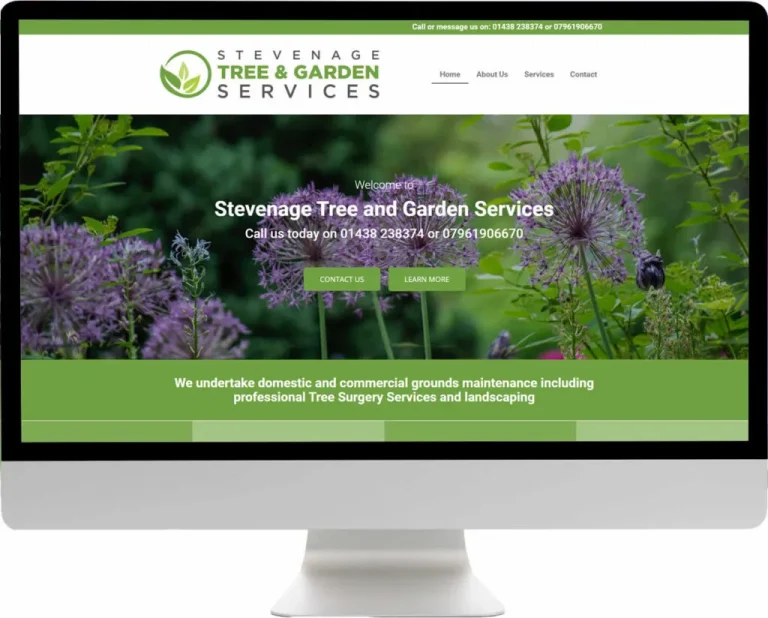 Call or message us on: 01438 238374 or 07961906670
STEVENAGE
TREE & GARDEN
SERVICES
Home About Us Services Contact
Welcome to
Stevenage Tree and Garden Services
Call us today on 01438 238374 or 07961906670
CONTACT US LEARN MORE
We undertake domestic and commercial grounds maintenance including
professional Tree Surgery Services and landscaping